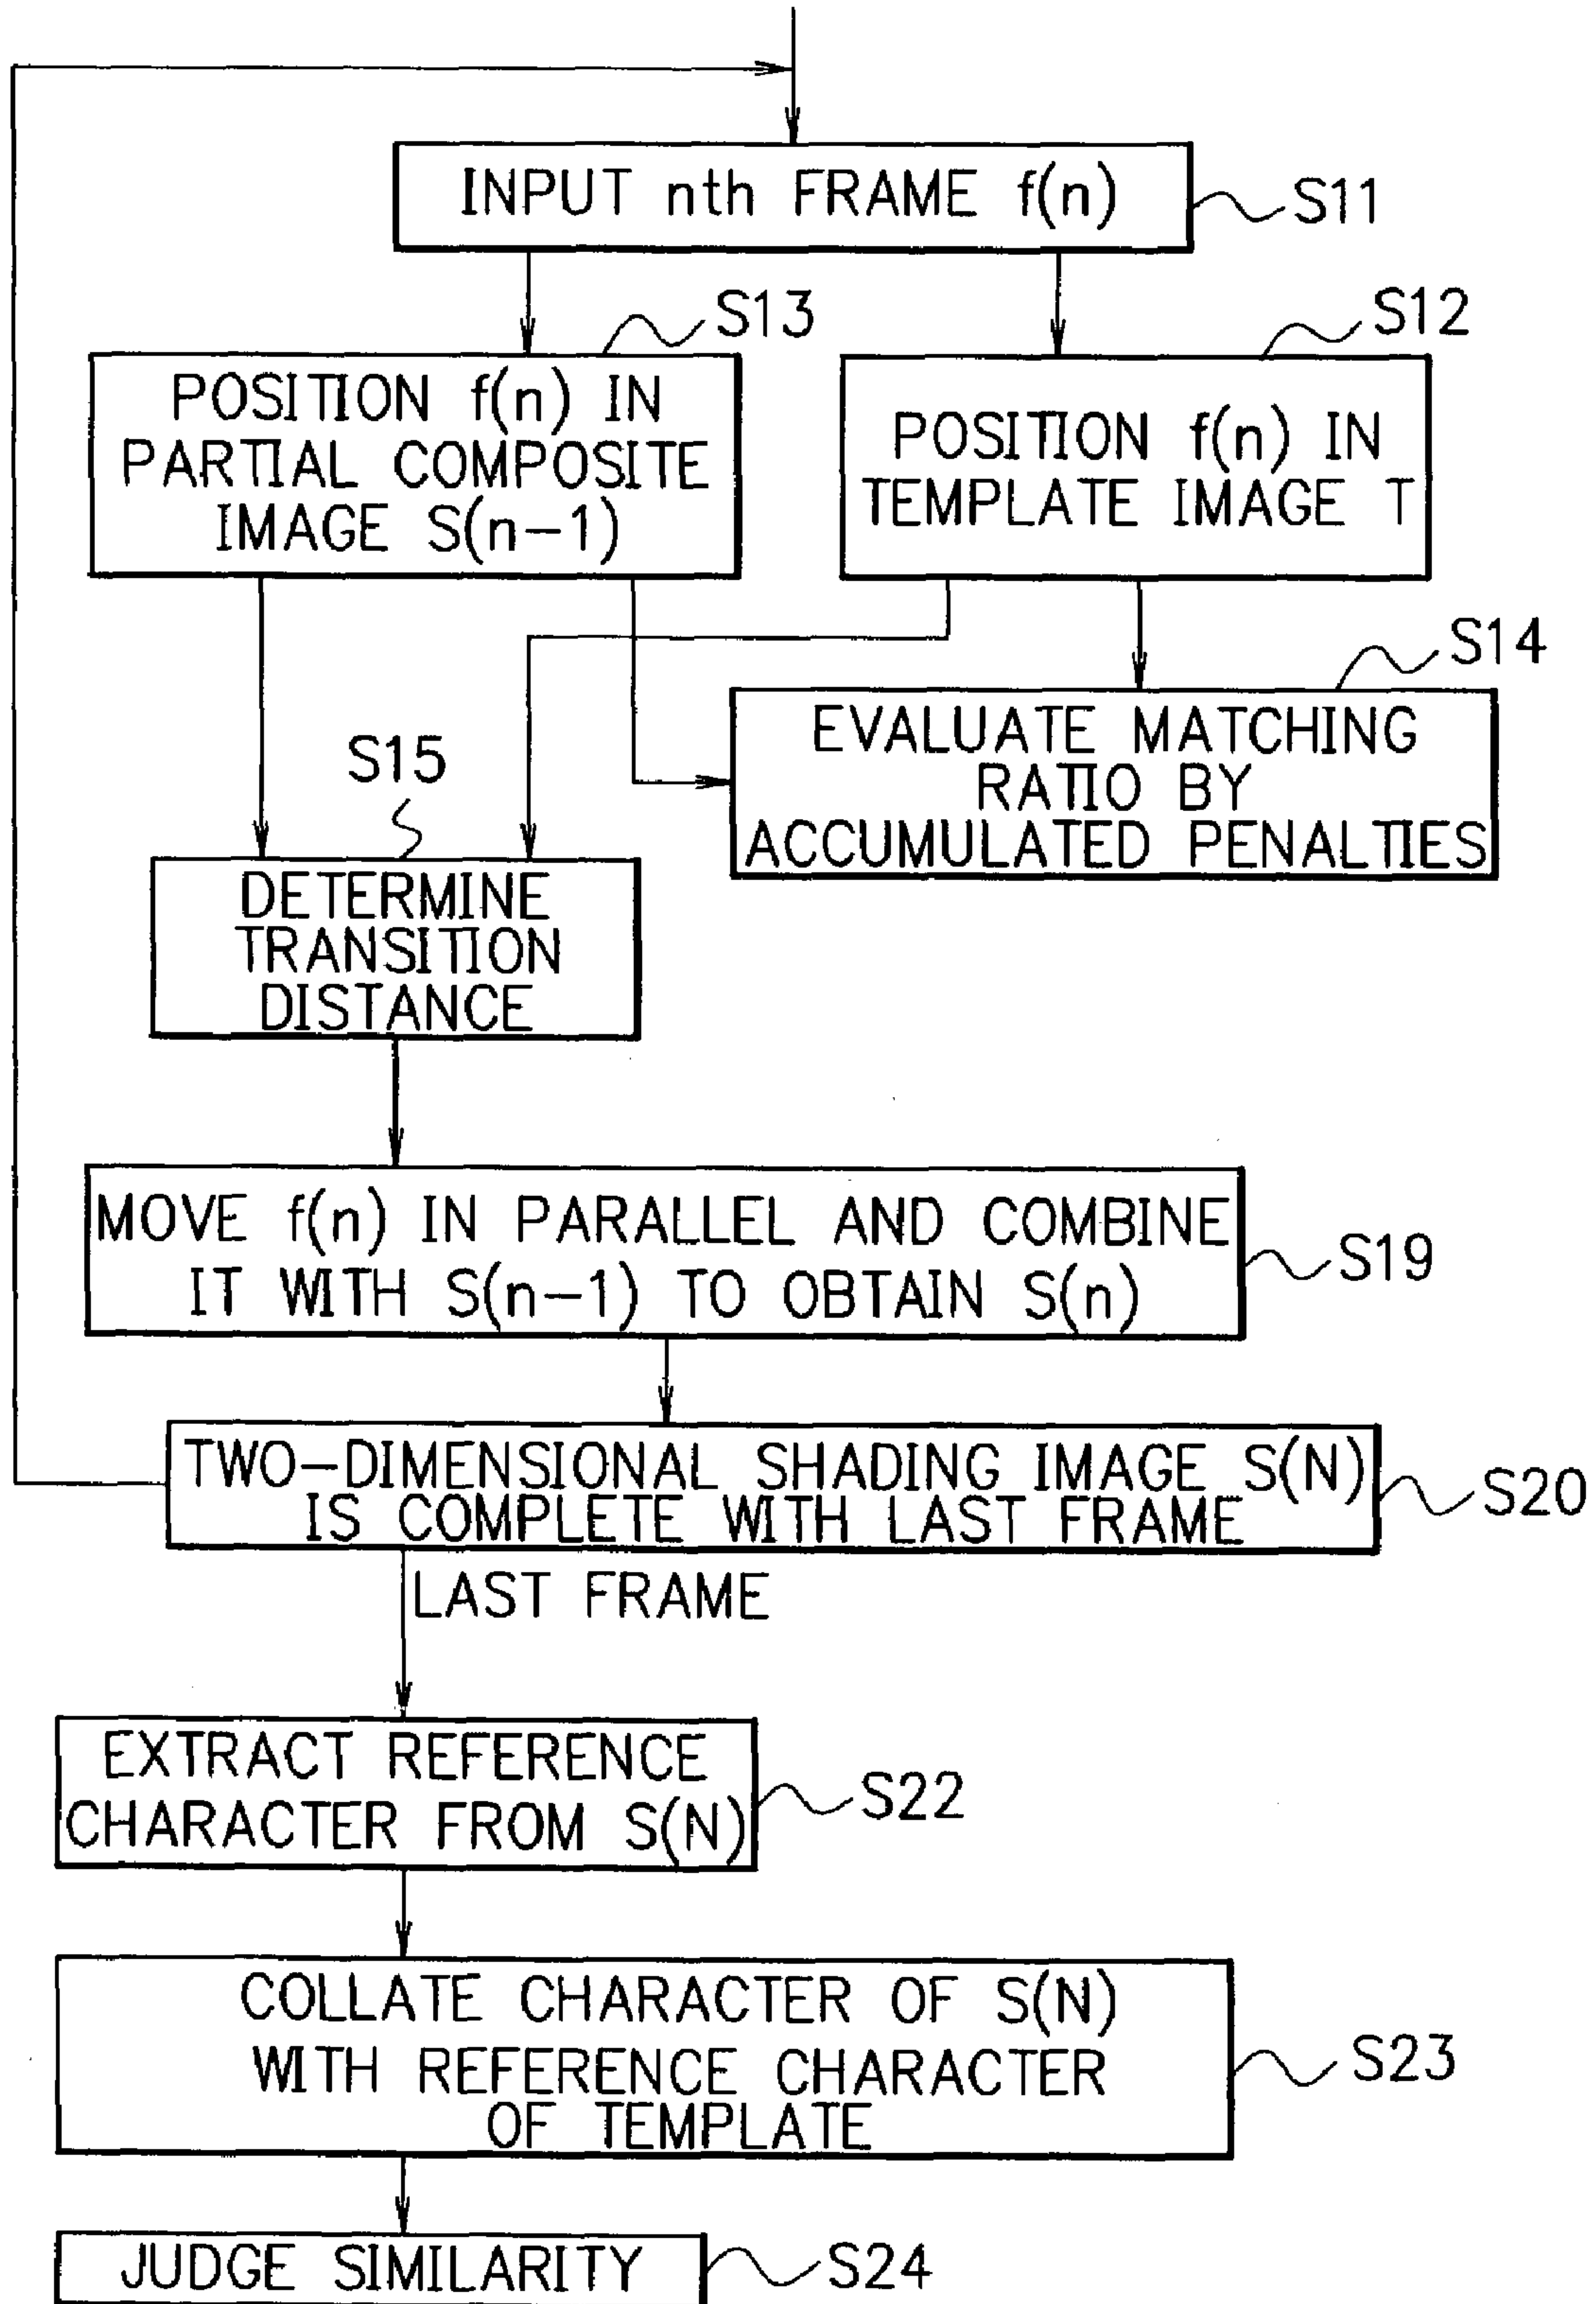 INPUT nth FRAME f(n)
S11
S13
S12
POSITION f(n) IN
PARTIAL COMPOSITE
IMAGE S(n-1)
POSITION f(n) IN
TEMPLATE IMAGE T
S14
EVALUATE MATCHING
RATIO BY
ACCUMULATED PENALTIES
S15
DETERMINE
TRANSITION
DISTANCE
MOVE f(n) IN PARALLEL AND COMBINE
IT WITH S(n-1) TO OBTAIN S(n)
S19
TWO-DIMENSIONAL SHADING IMAGE S(N)
IS COMPLETE WITH LAST FRAME
S20
LAST FRAME
EXTRACT REFERENCE
CHARACTER FROM S(N)
S22
COLLATE CHARACTER OF S(N)
WITH REFERENCE CHARACTER
OF TEMPLATE
S23
JUDGE SIMILARITY
S24